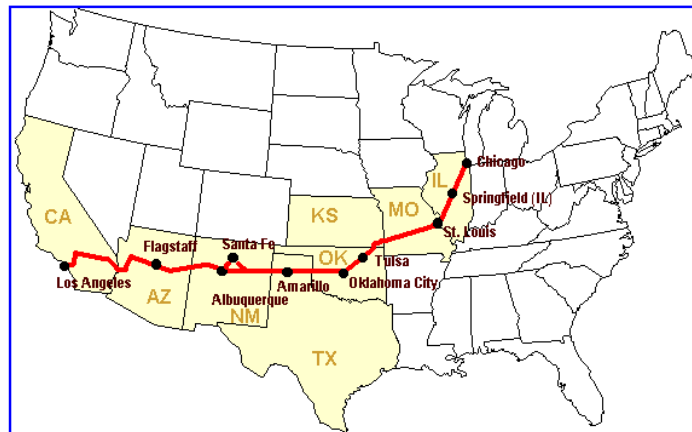 Chicago
IL
Springfield (IL)
KS
MO
CA
St. Louis
Flagstaff
Santa Fe
OK
Tulsa
Los Angeles
Albuquerque
Amarillo
Oklahoma City
AZ
NM
TX